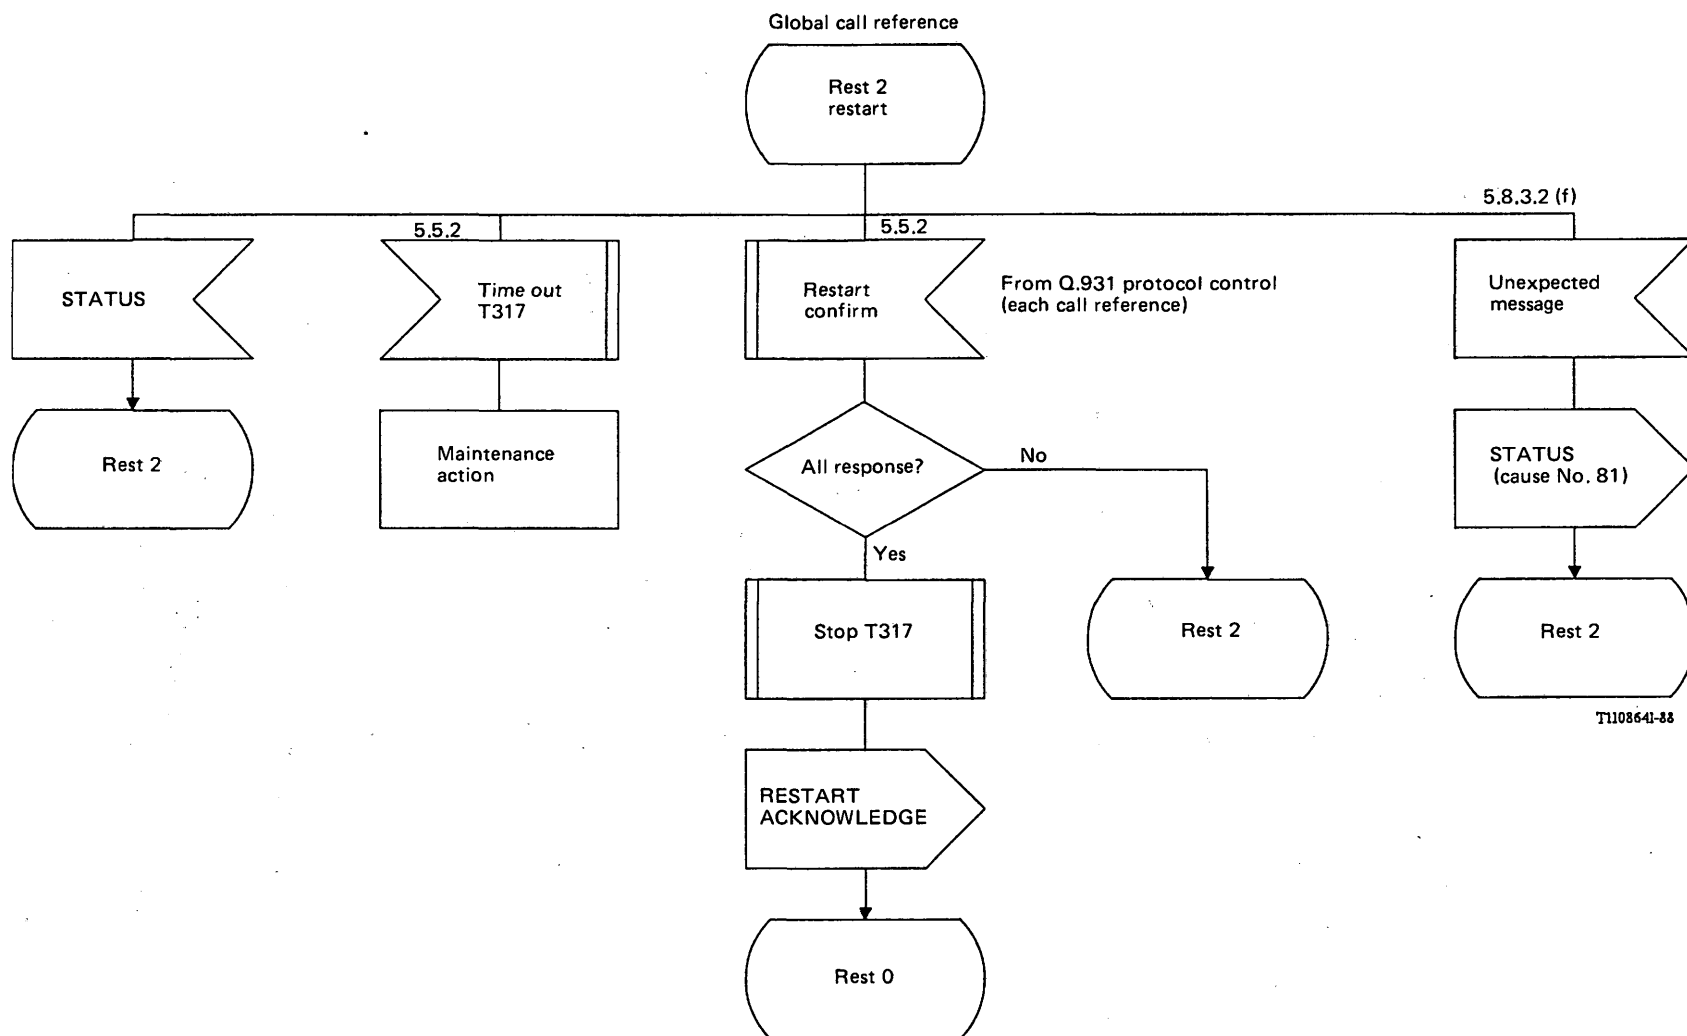 Global call reference
Rest 2
restart
5.8.3.2 (f)
5.5.2
5.5.2
STATUS
Time out
T317
Restart
confirm
From Q.931 protocol control
(each call reference)
Unexpected
message
Rest 2
Maintenance
action
All response?
No
STATUS
(cause No. 81)
Yes
Stop T317
Rest 2
Rest 2
T1108641-88
RESTART
ACKNOWLEDGE
Rest 0